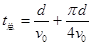 t总 = d/v₀ + πd/4v₀